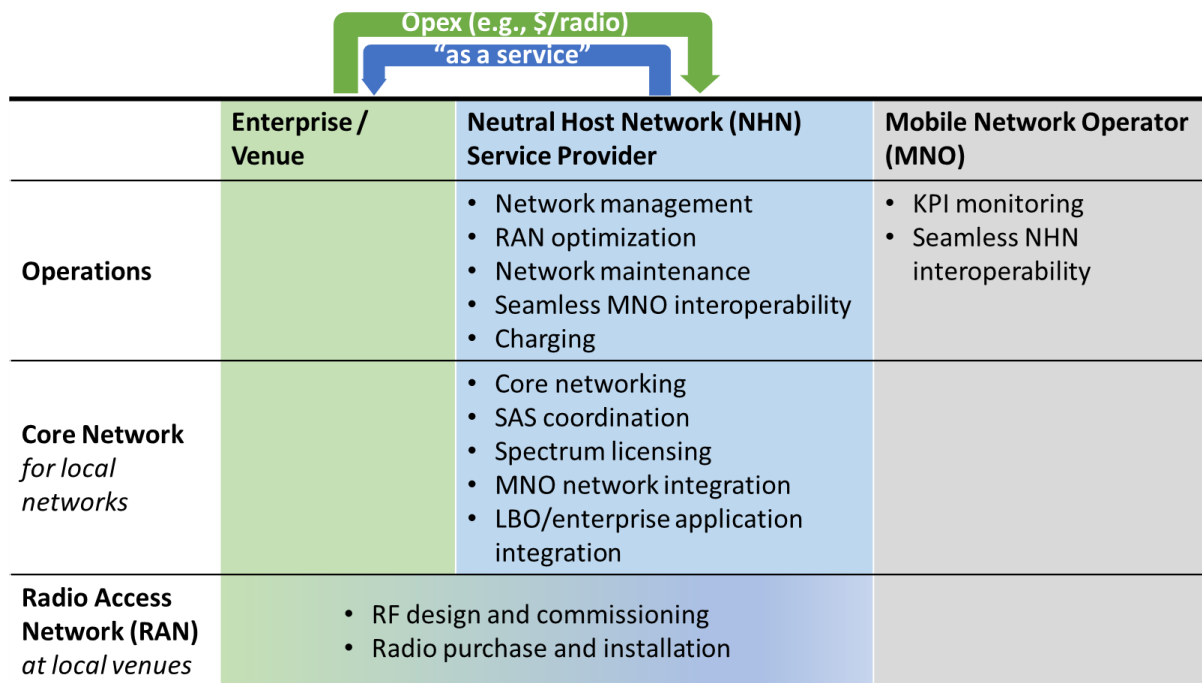 Opex (e.g., $/radio)
“as a service”
Enterprise /
Venue
Neutral Host Network (NHN)
Service Provider
Mobile Network Operator
(MNO)
Operations
• Network management
• RAN optimization
• Network maintenance
• Seamless MNO interoperability
• Charging
• KPI monitoring
• Seamless NHN
interoperability
Core Network
for local
networks
• Core networking
• SAS coordination
• Spectrum licensing
• MNO network integration
• LBO/enterprise application
integration
Radio Access
Network (RAN)
at local venues
• RF design and commissioning
• Radio purchase and installation